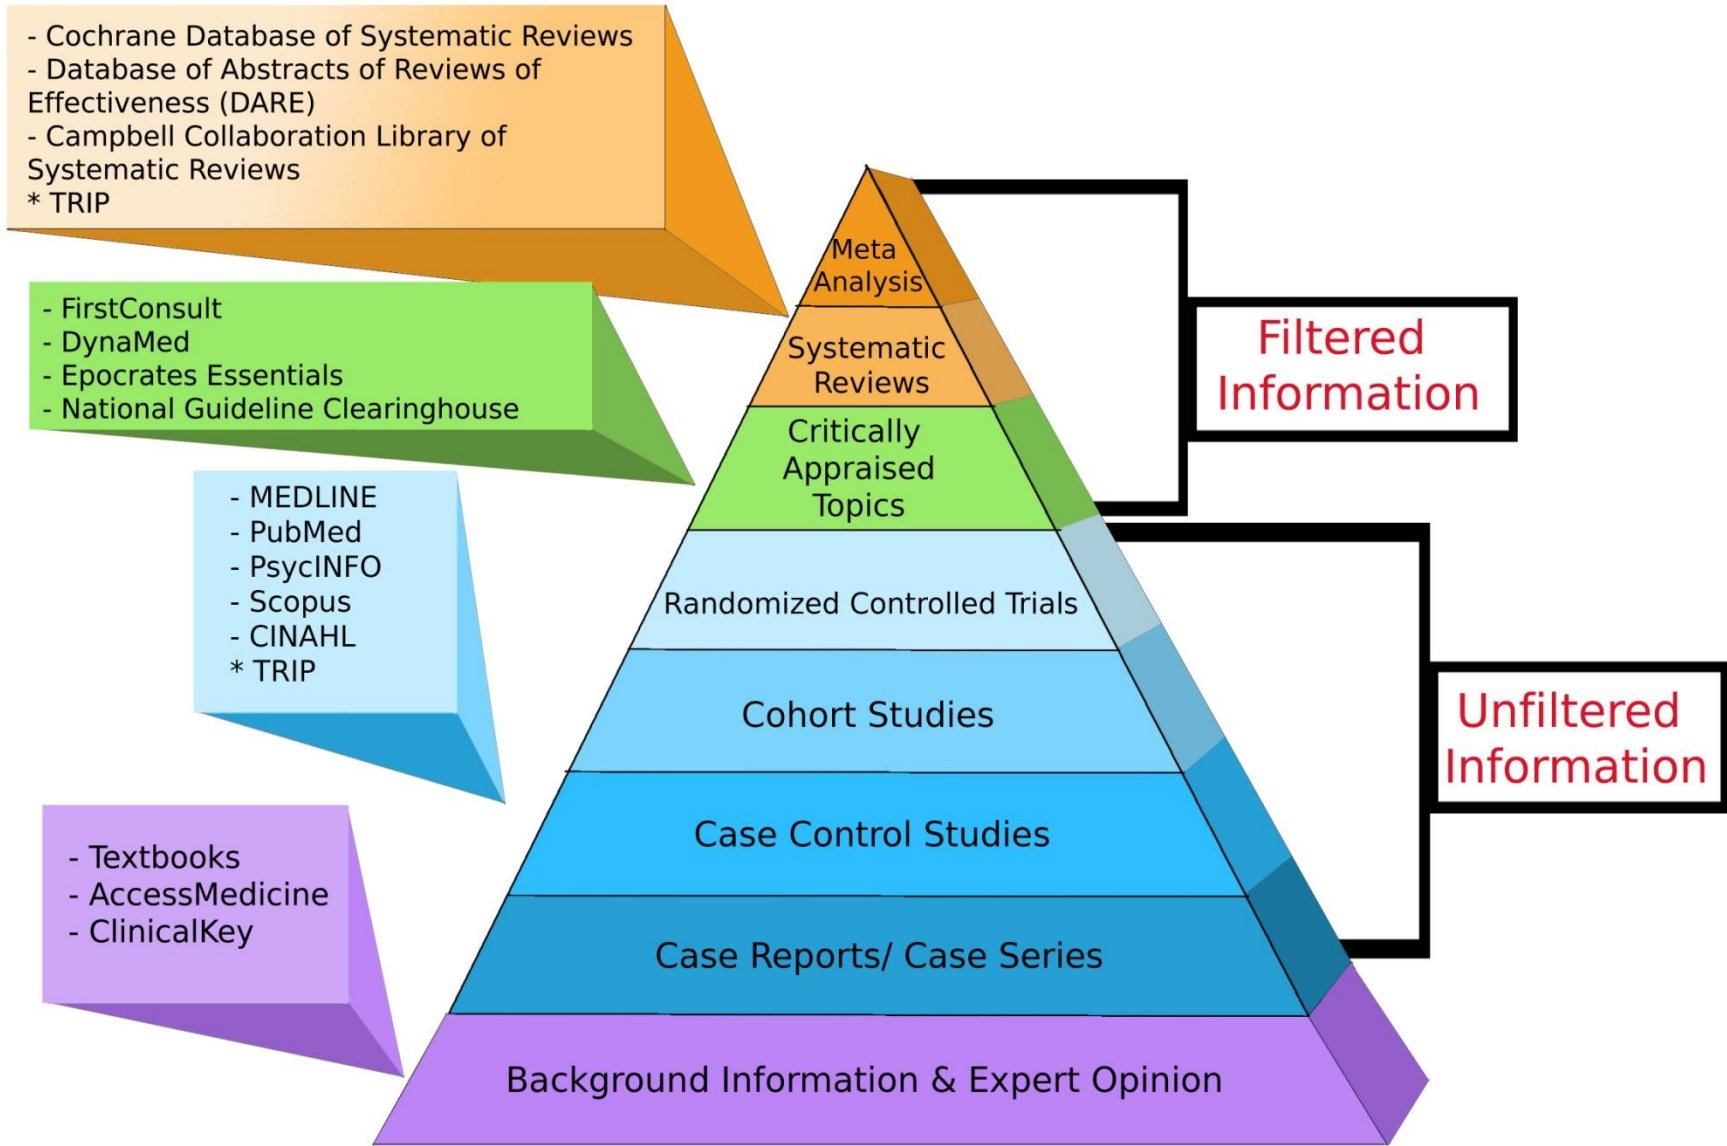 - Cochrane Database of Systematic Reviews
- Database of Abstracts of Reviews of
Effectiveness (DARE)
- Campbell Collaboration Library of
Systematic Reviews
* TRIP
- FirstConsult
- DynaMed
- Epocrates Essentials
- National Guideline Clearinghouse
- MEDLINE
- PubMed
- PsycINFO
- Scopus
- CINAHL
* TRIP
- Textbooks
- AccessMedicine
- ClinicalKey
Meta
Analysis
Systematic
Reviews
Critically
Appraised
Topics
Randomized Controlled Trials
Cohort Studies
Case Control Studies
Case Reports/ Case Series
Background Information & Expert Opinion
Filtered
Information
Unfiltered
Information